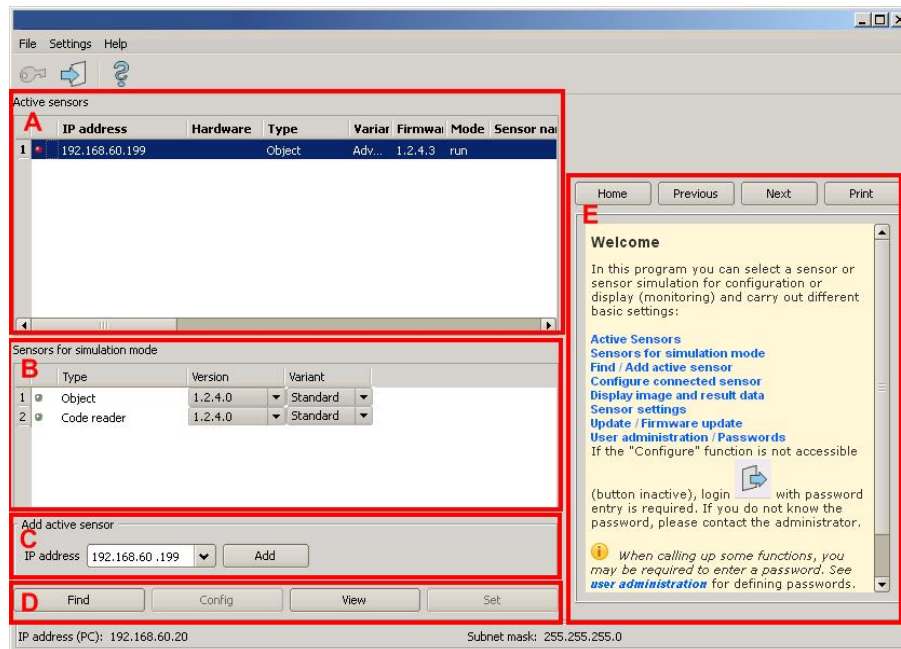 File Settings Help
Active sensors
A
IP address Hardware Type Variar Firmwar Mode Sensor nar
1 192.168.60.199 Object Adv... 1.2.4.3 run
Sensors for simulation mode
B
Type Version Variant
1 Object 1.2.4.0 Standard
2 Code reader 1.2.4.0 Standard
Add active sensor
C
IP address 192.168.60 .199 Add
D
Find Config View Set
IP address (PC): 192.168.60.20 Subnet mask: 255.255.255.0
Home Previous Next Print
E
Welcome
In this program you can select a sensor or
sensor simulation for configuration or
display (monitoring) and carry out different
basic settings:
Active Sensors
Sensors for simulation mode
Find / Add active sensor
Configure connected sensor
Display image and result data
Sensor settings
Update / Firmware update
User administration / Passwords
If the "Configure" function is not accessible
(button inactive), login with password
entry is required. If you do not know the
password, please contact the administrator.
When calling up some functions, you
may be required to enter a password. See
user administration for defining passwords.